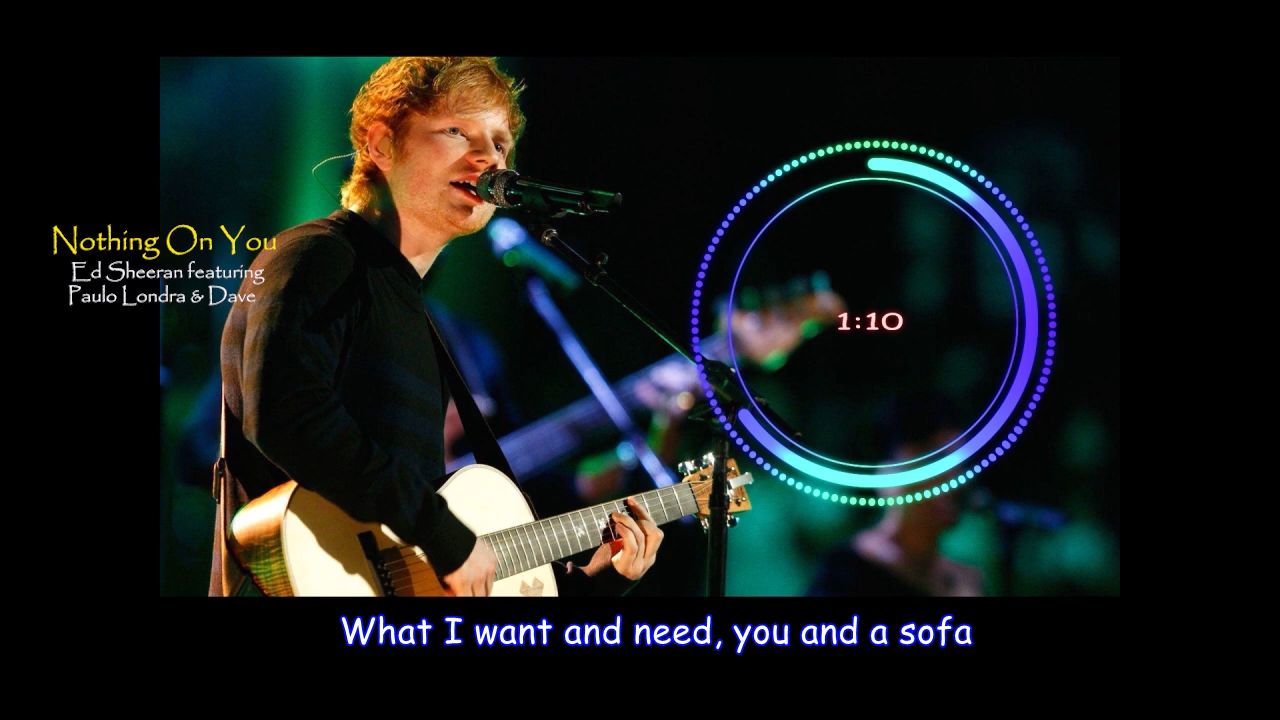 Nothing On You
Ed Sheeran featuring
Paulo Londra & Dave
1:10
What I want and need, you and a sofa